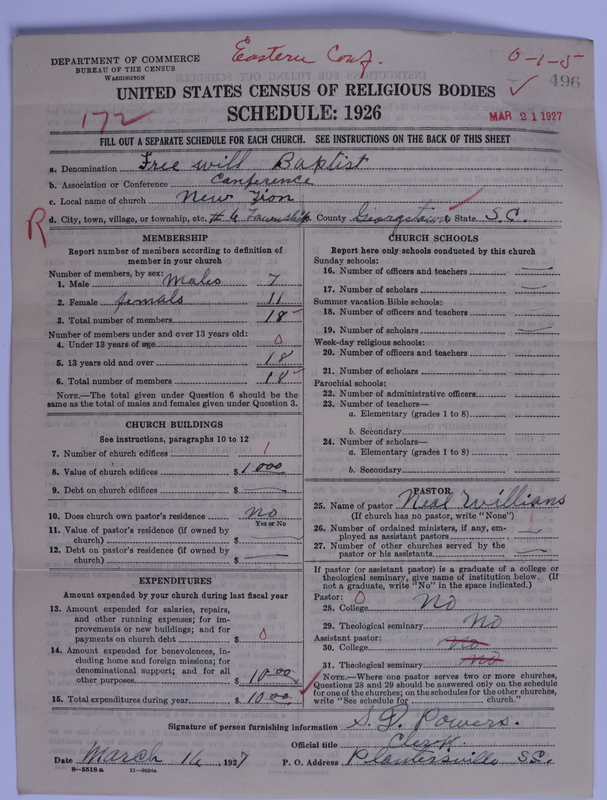 Eastern Conf.
0-1-5
DEPARTMENT OF COMMERCE
BUREAU OF THE CENSUS
WASHINGTON
496
UNITED STATES CENSUS OF RELIGIOUS BODIES
172
SCHEDULE: 1926
MAR 21 1927
FILL OUT A SEPARATE SCHEDULE FOR EACH CHURCH. SEE INSTRUCTIONS ON THE BACK OF THIS SHEET
a. Denomination Free will Baptist
b. Association or Conference Conference
c. Local name of church New Zion
R
d. City, town, village, or township, etc. # 6 Township e. County Georgetown State S.C.
MEMBERSHIP
Report number of members according to definition of member in your church
Number of members, by sex:
1. Male Males 7
2. Female femals 11
3. Total number of members 18
Number of members under and over 13 years old:
4. Under 13 years of age 0
5. 13 years old and over 18
6. Total number of members 18
NOTE.—The total given under Question 6 should be the same as the total of males and females given under Question 3.
CHURCH BUILDINGS
See instructions, paragraphs 10 to 12
7. Number of church edifices 1
8. Value of church edifices $ 1000
9. Debt on church edifices $
10. Does church own pastor's residence No
Yes or No
11. Value of pastor's residence (if owned by church) $
12. Debt on pastor's residence (if owned by church) $
EXPENDITURES
Amount expended by your church during last fiscal year
13. Amount expended for salaries, repairs, and other running expenses; for improvements or new buildings; and for payments on church debt $ 0
14. Amount expended for benevolences, including home and foreign missions; for denominational support; and for all other purposes $ 10.00
15. Total expenditures during year $ 10.00
CHURCH SCHOOLS
Report here only schools conducted by this church
Sunday schools:
16. Number of officers and teachers
17. Number of scholars
Summer vacation Bible schools:
18. Number of officers and teachers
19. Number of scholars
Week-day religious schools:
20. Number of officers and teachers
21. Number of scholars
Parochial schools:
22. Number of administrative officers
23. Number of teachers—
a. Elementary (grades 1 to 8)
b. Secondary
24. Number of scholars—
a. Elementary (grades 1 to 8)
b. Secondary
PASTOR
25. Name of pastor Neal Willians
(If church has no pastor, write "None")
26. Number of ordained ministers, if any, employed as assistant pastors
27. Number of other churches served by the pastor or his assistants
If pastor (or assistant pastor) is a graduate of a college or theological seminary, give name of institution below. (If not a graduate, write "No" in the space indicated.)
Pastor: 0
28. College No
29. Theological seminary No
Assistant pastor:
30. College No
31. Theological seminary No
NOTE.—Where one pastor serves two or more churches, Questions 28 and 29 should be answered only on the schedule for one of the churches; on the schedules for the other churches, write "See schedule for church."
Signature of person furnishing information S. D. Powers.
Official title Clerk
Date March 16, 1927 P. O. Address Plantersville S.C.
8—5518 a 11—9064a